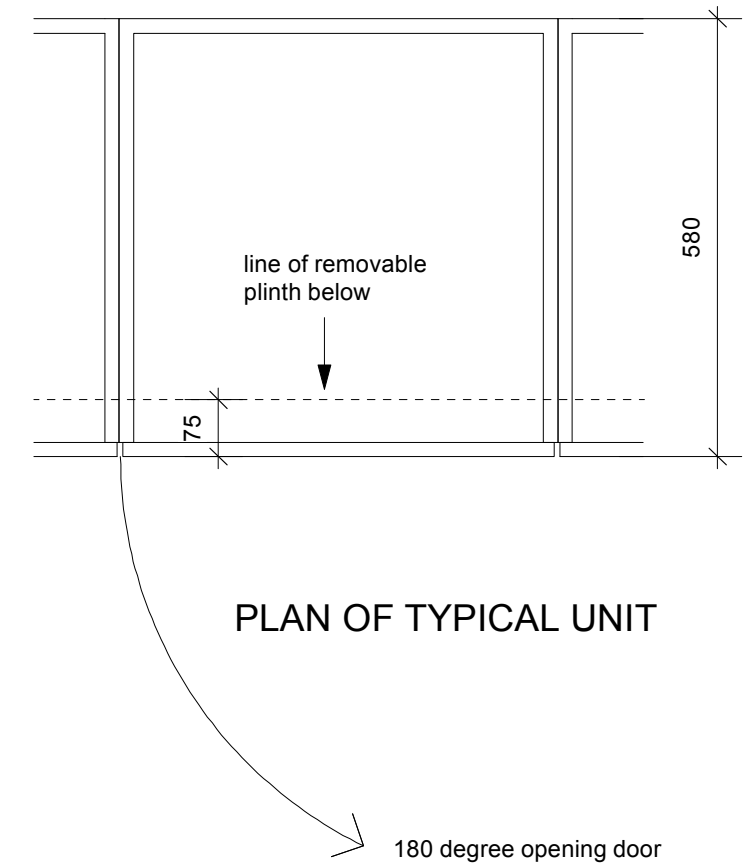 580
line of removable
plinth below
75
PLAN OF TYPICAL UNIT
180 degree opening door